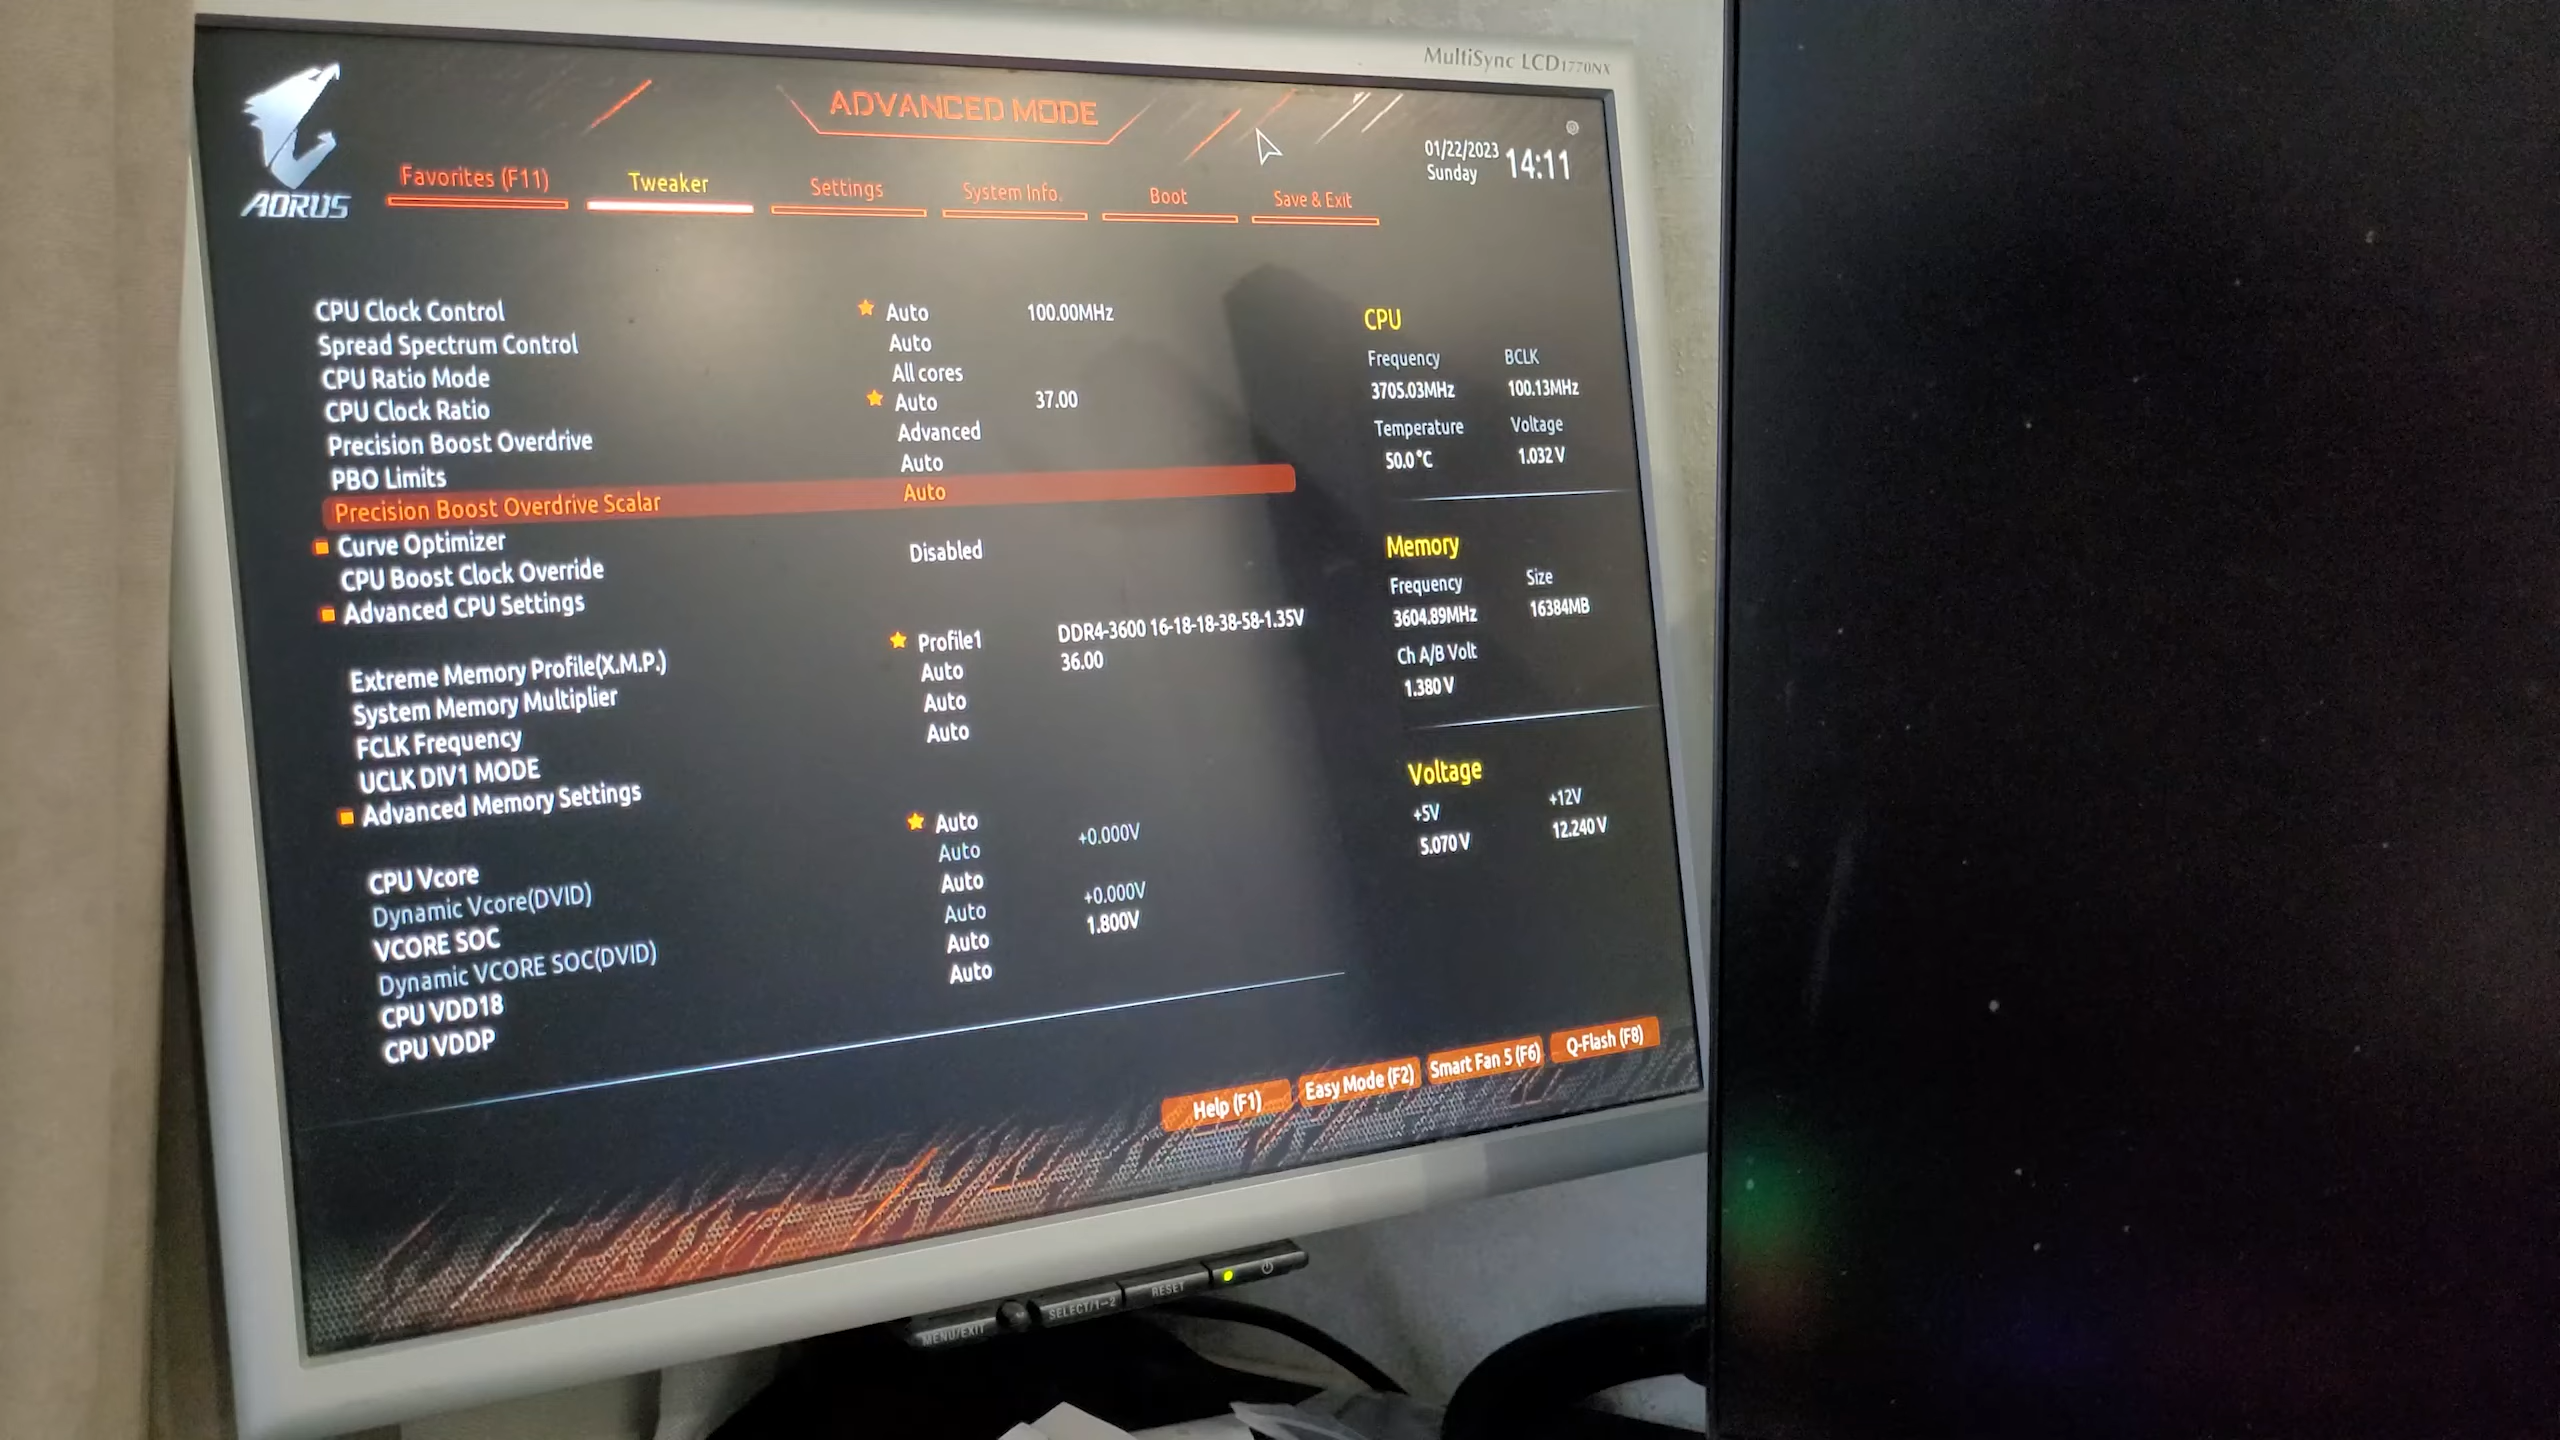 MultiSync LCD1770NX
ADVANCED MODE
01/22/2023
Sunday
14:11
AORUS
Favorites (F11)
Tweaker
Settings
System Info.
Boot
Save & Exit
CPU Clock Control Auto 100.00MHz
Spread Spectrum Control Auto
CPU Ratio Mode All cores
CPU Clock Ratio Auto 37.00
Precision Boost Overdrive Advanced
PBO Limits Auto
Precision Boost Overdrive Scalar Auto
Curve Optimizer
CPU Boost Clock Override Disabled
Advanced CPU Settings
Extreme Memory Profile(X.M.P.) Profile1 DDR4-3600 16-18-18-38-58-1.35V
System Memory Multiplier Auto 36.00
FCLK Frequency Auto
UCLK DIV1 MODE Auto
Advanced Memory Settings
CPU Vcore Auto
Dynamic Vcore(DVID) Auto +0.000V
VCORE SOC Auto
Dynamic VCORE SOC(DVID) Auto +0.000V
CPU VDD18 Auto 1.800V
CPU VDDP Auto
CPU
Frequency BCLK
3705.03MHz 100.13MHz
Temperature Voltage
50.0 °C 1.032 V
Memory
Frequency Size
3604.89MHz 16384MB
Ch A/B Volt
1.380 V
Voltage
+5V +12V
5.070 V 12.240 V
Help (F1)
Easy Mode (F2)
Smart Fan 5 (F6)
Q-Flash (F8)
MENU/EXIT
SELECT/1-2
RESET